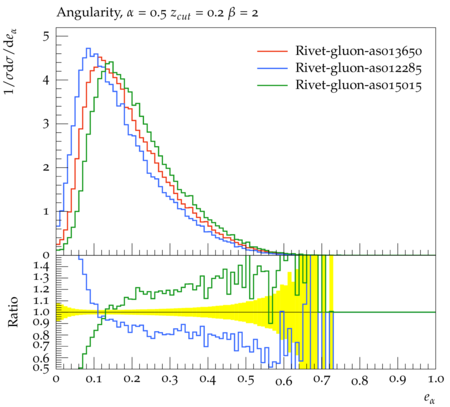 Angularity, α = 0.5 z_cut = 0.2 β = 2
1/σdσ/de_α
5
4
3
2
1
0
Rivet-gluon-aso13650
Rivet-gluon-aso12285
Rivet-gluon-aso15015
Ratio
1.4
1.3
1.2
1.1
1.0
0.9
0.8
0.7
0.6
0.5
0 0.1 0.2 0.3 0.4 0.5 0.6 0.7 0.8 0.9 1.0
e_α